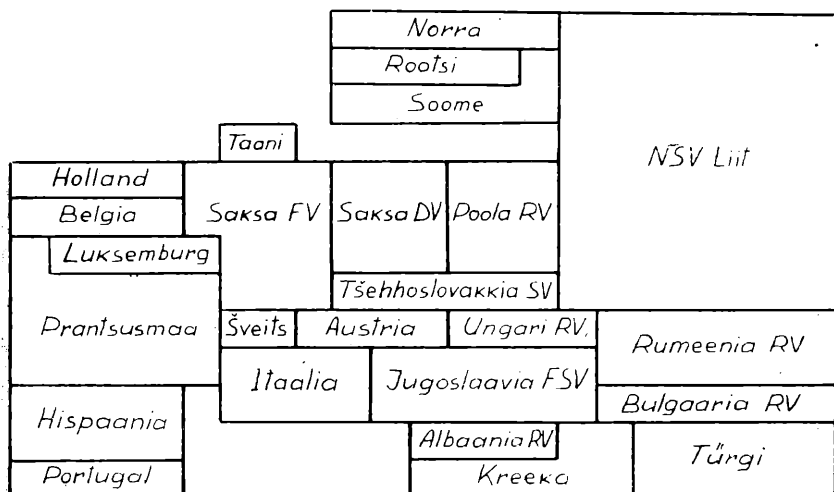 Norra
Rootsi
Soome
NSV Liit
Taani
Holland
Belgia
Saksa FV
Saksa DV
Poola RV
Luksemburg
Tšehhoslovakkia SV
Prantsusmaa
Šveits
Austria
Ungari RV
Rumeenia RV
Itaalia
Jugoslaavia FSV
Bulgaaria RV
Hispaania
Albaania RV
Türgi
Portugal
Kreeka